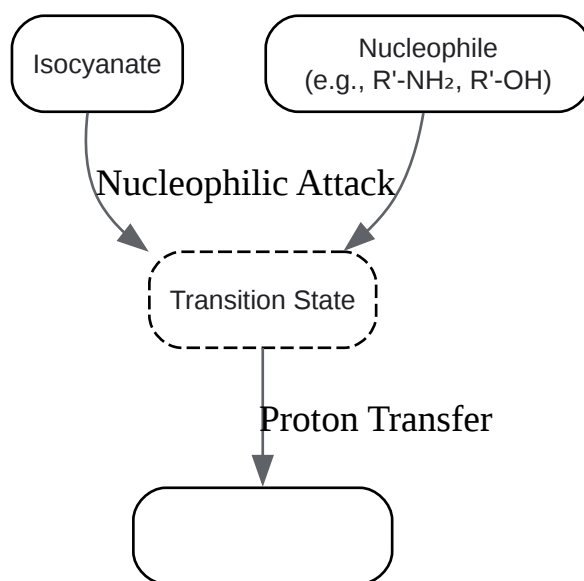 Isocyanate
Nucleophile
(e.g., R'-NH₂, R'-OH)
Nucleophilic Attack
Transition State
Proton Transfer